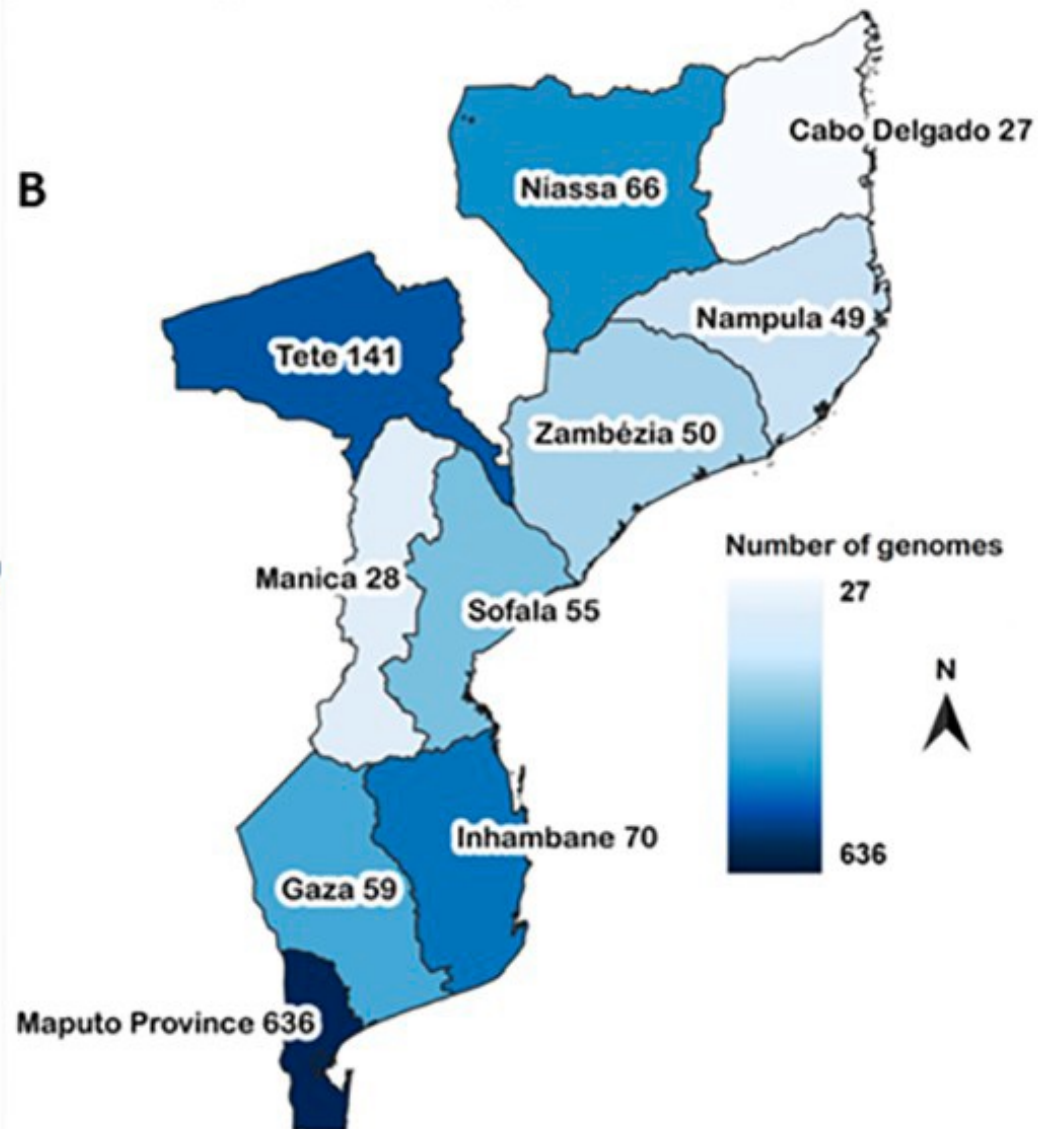 Cabo Delgado 27
B
Niassa 66
Nampula 49
Tete 141
Zambézia 50
Number of genomes
27
Manica 28
Sofala 55
N
Inhambane 70
636
Gaza 59
Maputo Province 636